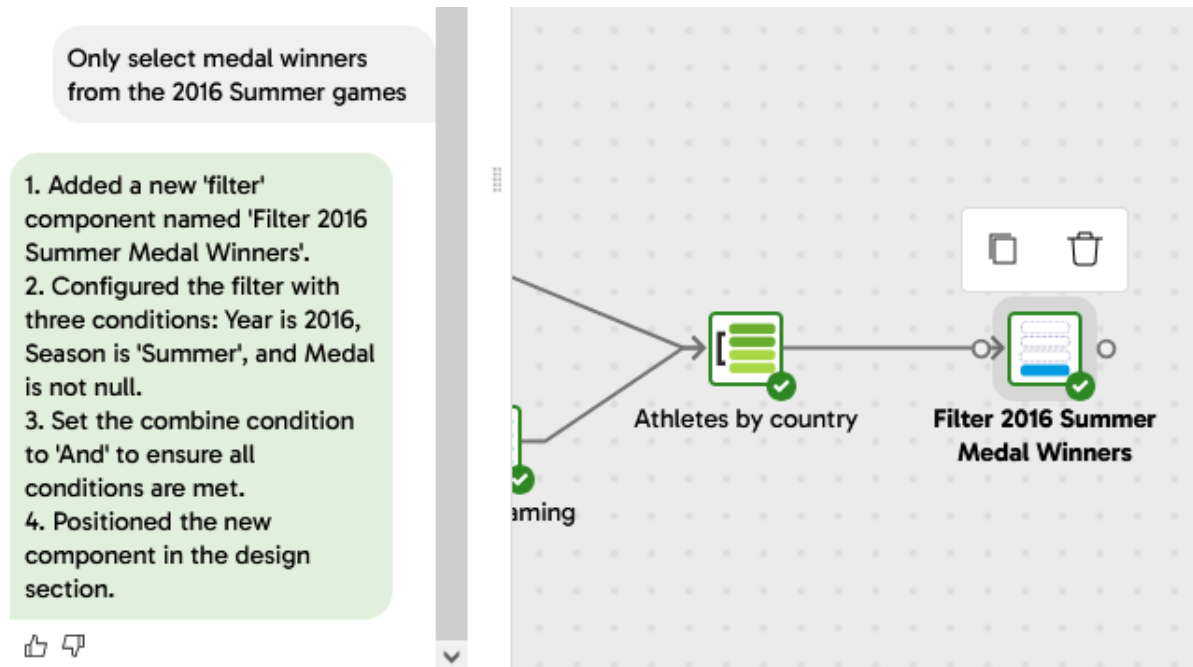 Only select medal winners
from the 2016 Summer games
1. Added a new 'filter'
component named 'Filter 2016
Summer Medal Winners'.
2. Configured the filter with
three conditions: Year is 2016,
Season is 'Summer', and Medal
is not null.
3. Set the combine condition
to 'And' to ensure all
conditions are met.
4. Positioned the new
component in the design
section.
Athletes by country
Filter 2016 Summer
Medal Winners
aming